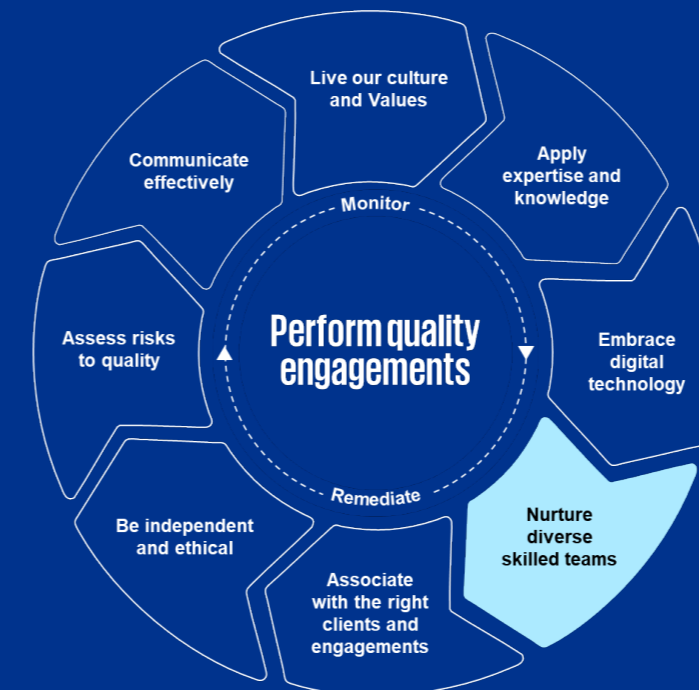 Live our culture
and Values
Apply
expertise and
knowledge
Embrace
digital
technology
Nurture
diverse
skilled teams
Associate
with the right
clients and
engagements
Be independent
and ethical
Assess risks
to quality
Communicate
effectively
Monitor
Perform quality
engagements
Remediate